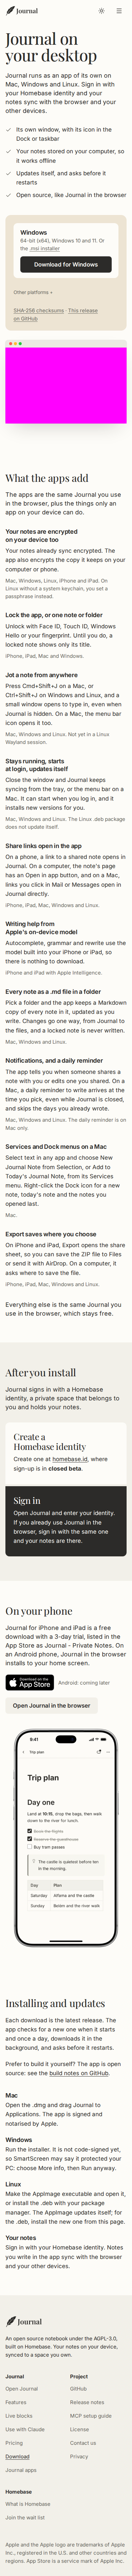 Journal
Journal on
your desktop
Journal runs as an app of its own on
Mac, Windows and Linux. Sign in with
your Homebase identity and your
notes sync with the browser and your
other devices.
Its own window, with its icon in the
Dock or taskbar
Your notes stored on your computer, so
it works offline
Updates itself, and asks before it
restarts
Open source, like Journal in the browser
Windows
64-bit (x64), Windows 10 and 11. Or
the .msi installer
Download for Windows
Other platforms
SHA-256 checksums · This release
on GitHub
What the apps add
The apps are the same Journal you use
in the browser, plus the things only an
app on your device can do.
Your notes are encrypted
on your device too
Your notes already sync encrypted. The
app also encrypts the copy it keeps on your
computer or phone.
Mac, Windows, Linux, iPhone and iPad. On
Linux without a system keychain, you set a
passphrase instead.
Lock the app, or one note or folder
Unlock with Face ID, Touch ID, Windows
Hello or your fingerprint. Until you do, a
locked note shows only its title.
iPhone, iPad, Mac and Windows.
Jot a note from anywhere
Press Cmd+Shift+J on a Mac, or
Ctrl+Shift+J on Windows and Linux, and a
small window opens to type in, even when
Journal is hidden. On a Mac, the menu bar
icon opens it too.
Mac, Windows and Linux. Not yet in a Linux
Wayland session.
Stays running, starts
at login, updates itself
Close the window and Journal keeps
syncing from the tray, or the menu bar on a
Mac. It can start when you log in, and it
installs new versions for you.
Mac, Windows and Linux. The Linux .deb package
does not update itself.
Share links open in the app
On a phone, a link to a shared note opens in
Journal. On a computer, the note's page
has an Open in app button, and on a Mac,
links you click in Mail or Messages open in
Journal directly.
iPhone, iPad, Mac, Windows and Linux.
Writing help from
Apple's on-device model
Autocomplete, grammar and rewrite use the
model built into your iPhone or iPad, so
there is nothing to download.
iPhone and iPad with Apple Intelligence.
Every note as a .md file in a folder
Pick a folder and the app keeps a Markdown
copy of every note in it, updated as you
write. Changes go one way, from Journal to
the files, and a locked note is never written.
Mac, Windows and Linux.
Notifications, and a daily reminder
The app tells you when someone shares a
note with you or edits one you shared. On
Mac, a daily reminder to write arrives at the
time you pick, even while Journal is closed,
and skips the days you already wrote.
Mac, Windows and Linux. The daily reminder is on
Mac only.
Services and Dock menus on a Mac
Select text in any app and choose New
Journal Note from Selection, or Add to
Today's Journal Note, from its Services
menu. Right-click the Dock icon for a new
note, today's note and the notes you
opened last.
Mac.
Export saves where you choose
On iPhone and iPad, Export opens the share
sheet, so you can save the ZIP file to Files
or send it with AirDrop. On a computer, it
asks where to save the file.
iPhone, iPad, Mac, Windows and Linux.
Everything else is the same Journal you
use in the browser, which stays free.
After you install
Journal signs in with a Homebase
identity, a private space that belongs to
you and holds your notes.
Create a
Homebase identity
Create one at homebase.id, where
sign-up is in closed beta.
Sign in
Open Journal and enter your identity.
If you already use Journal in the
browser, sign in with the same one
and your notes are there.
On your phone
Journal for iPhone and iPad is a free
download with a 3-day trial, listed in the
App Store as Journal - Private Notes. On
an Android phone, Journal in the browser
installs to your home screen.
Download on the
App Store
Android: coming later
Open Journal in the browser
9:41
Trip plan
Trip plan
Day one
Land at 10:15, drop the bags, then walk
down to the river for lunch.
Book the flights
Reserve the guesthouse
Buy tram passes
The castle is quietest before ten
in the morning.
Day Plan
Saturday Alfama and the castle
Sunday Belém and the river walk
Installing and updates
Each download is the latest release. The
app checks for a new one when it starts
and once a day, downloads it in the
background, and asks before it restarts.
Prefer to build it yourself? The app is open
source: see the build notes on GitHub.
Mac
Open the .dmg and drag Journal to
Applications. The app is signed and
notarised by Apple.
Windows
Run the installer. It is not code-signed yet,
so SmartScreen may say it protected your
PC: choose More info, then Run anyway.
Linux
Make the AppImage executable and open it,
or install the .deb with your package
manager. The AppImage updates itself; for
the .deb, install the new one from this page.
Your notes
Sign in with your Homebase identity. Notes
you write in the app sync with the browser
and your other devices.
Journal
An open source notebook under the AGPL-3.0,
built on Homebase. Your notes on your device,
synced to a space you own.
Journal
Open Journal
Features
Live blocks
Use with Claude
Pricing
Download
Journal apps
Project
GitHub
Release notes
MCP setup guide
License
Contact us
Privacy
Homebase
What is Homebase
Join the wait list
Apple and the Apple logo are trademarks of Apple
Inc., registered in the U.S. and other countries and
regions. App Store is a service mark of Apple Inc.